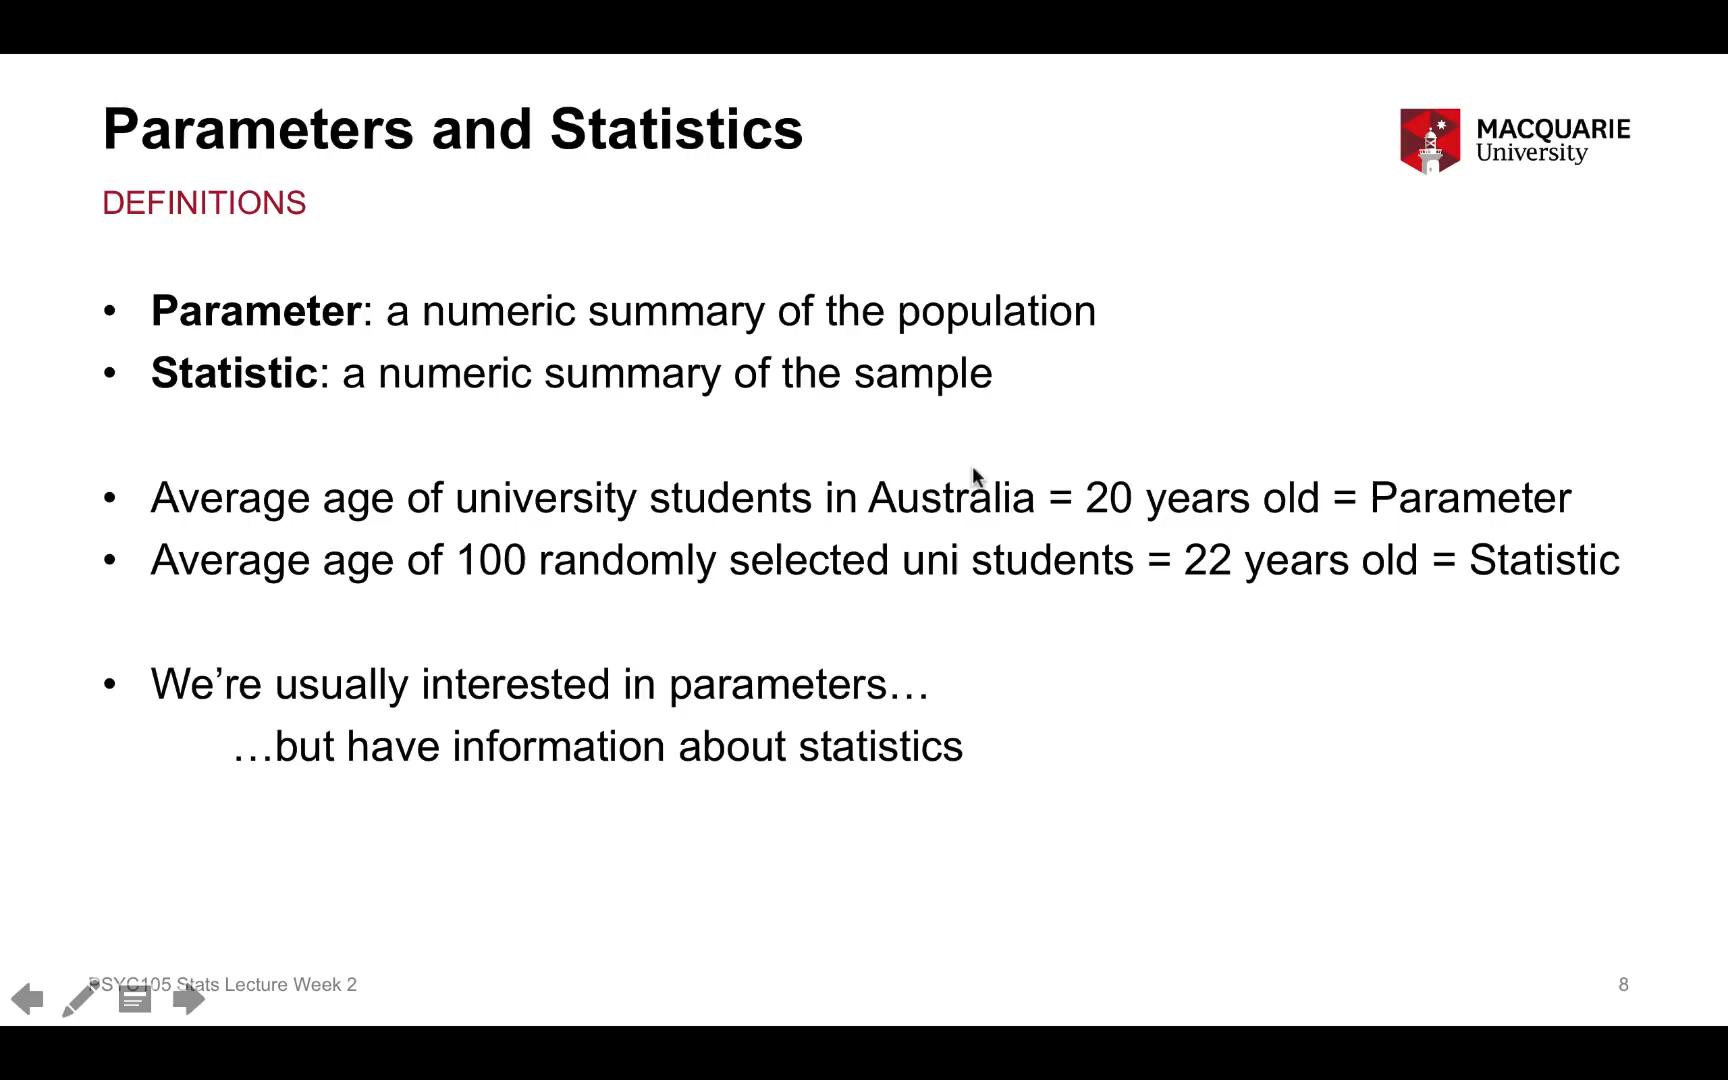 Parameters and Statistics
MACQUARIE
University
DEFINITIONS
• Parameter: a numeric summary of the population
• Statistic: a numeric summary of the sample
• Average age of university students in Australia = 20 years old = Parameter
• Average age of 100 randomly selected uni students = 22 years old = Statistic
• We’re usually interested in parameters…
…but have information about statistics
PSYC105 Stats Lecture Week 2
8